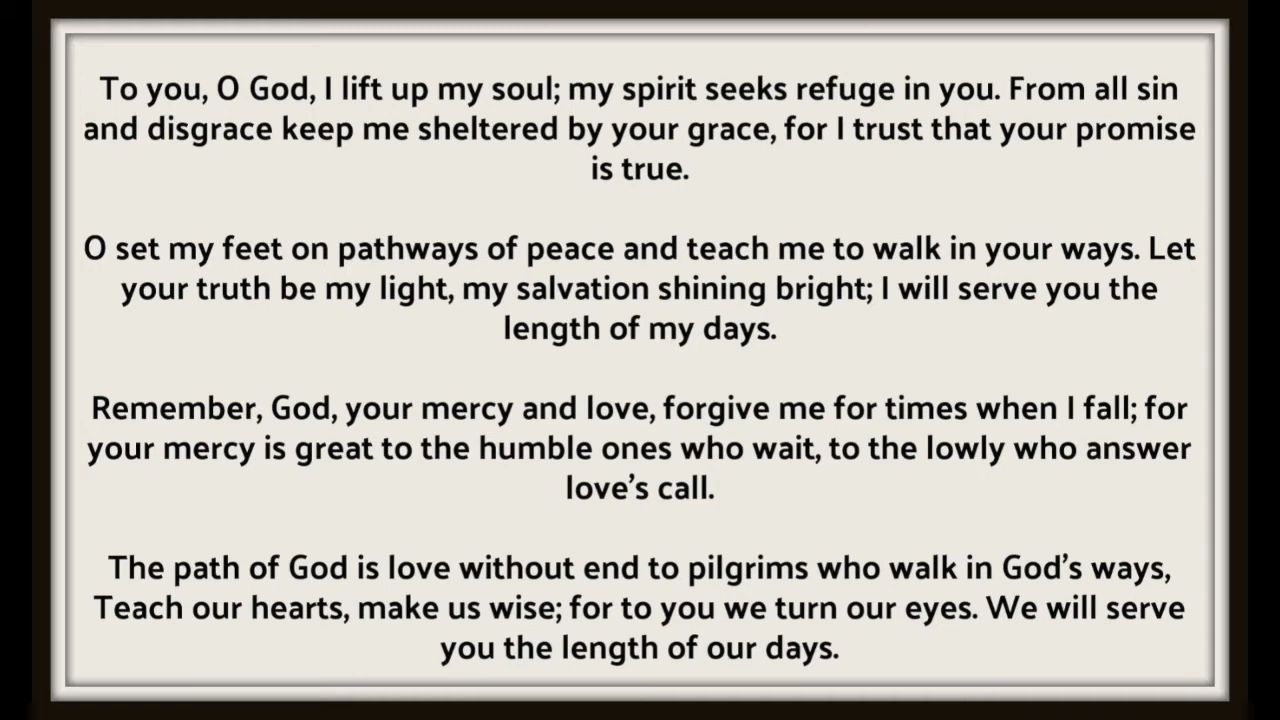 To you, O God, I lift up my soul; my spirit seeks refuge in you. From all sin
and disgrace keep me sheltered by your grace, for I trust that your promise
is true.
O set my feet on pathways of peace and teach me to walk in your ways. Let
your truth be my light, my salvation shining bright; I will serve you the
length of my days.
Remember, God, your mercy and love, forgive me for times when I fall; for
your mercy is great to the humble ones who wait, to the lowly who answer
love’s call.
The path of God is love without end to pilgrims who walk in God’s ways,
Teach our hearts, make us wise; for to you we turn our eyes. We will serve
you the length of our days.